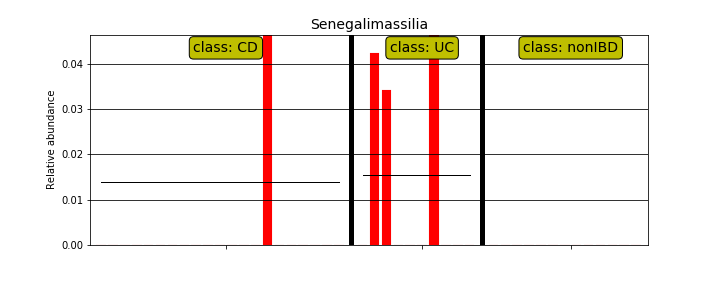 Senegalimassilia
class: CD
class: UC
class: nonIBD
Relative abundance
0.04
0.03
0.02
0.01
0.00